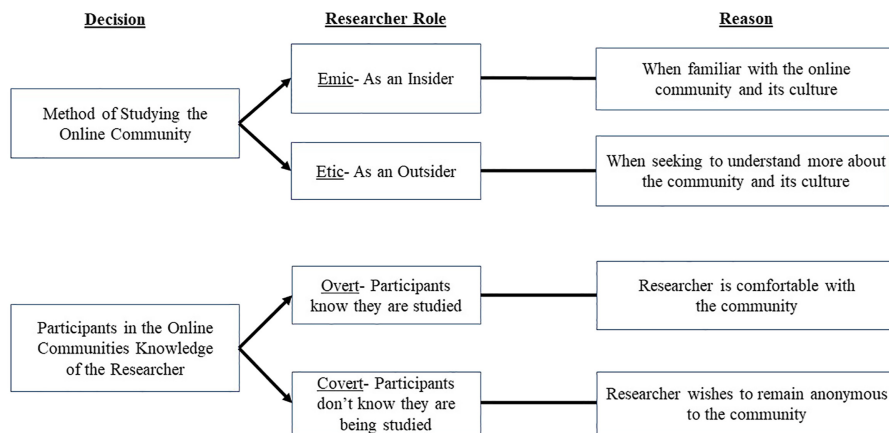 Decision
Researcher Role
Reason
Method of Studying the
Online Community
Emic- As an Insider
When familiar with the online
community and its culture
Etic- As an Outsider
When seeking to understand more about
the community and its culture
Participants in the Online
Communities Knowledge
of the Researcher
Overt- Participants
know they are studied
Researcher is comfortable with
the community
Covert- Participants
don't know they are
being studied
Researcher wishes to remain anonymous
to the community